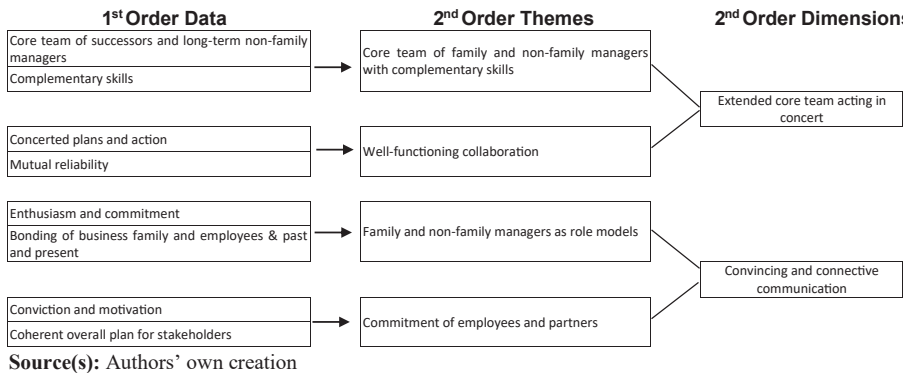 1st Order Data
2nd Order Themes
2nd Order Dimensions
Core team of successors and long-term non-family
managers
Complementary skills
Core team of family and non-family managers
with complementary skills
Extended core team acting in
concert
Concerted plans and action
Mutual reliability
Well-functioning collaboration
Enthusiasm and commitment
Bonding of business family and employees & past
and present
Family and non-family managers as role models
Convincing and connective
communication
Conviction and motivation
Coherent overall plan for stakeholders
Commitment of employees and partners
Source(s): Authors' own creation